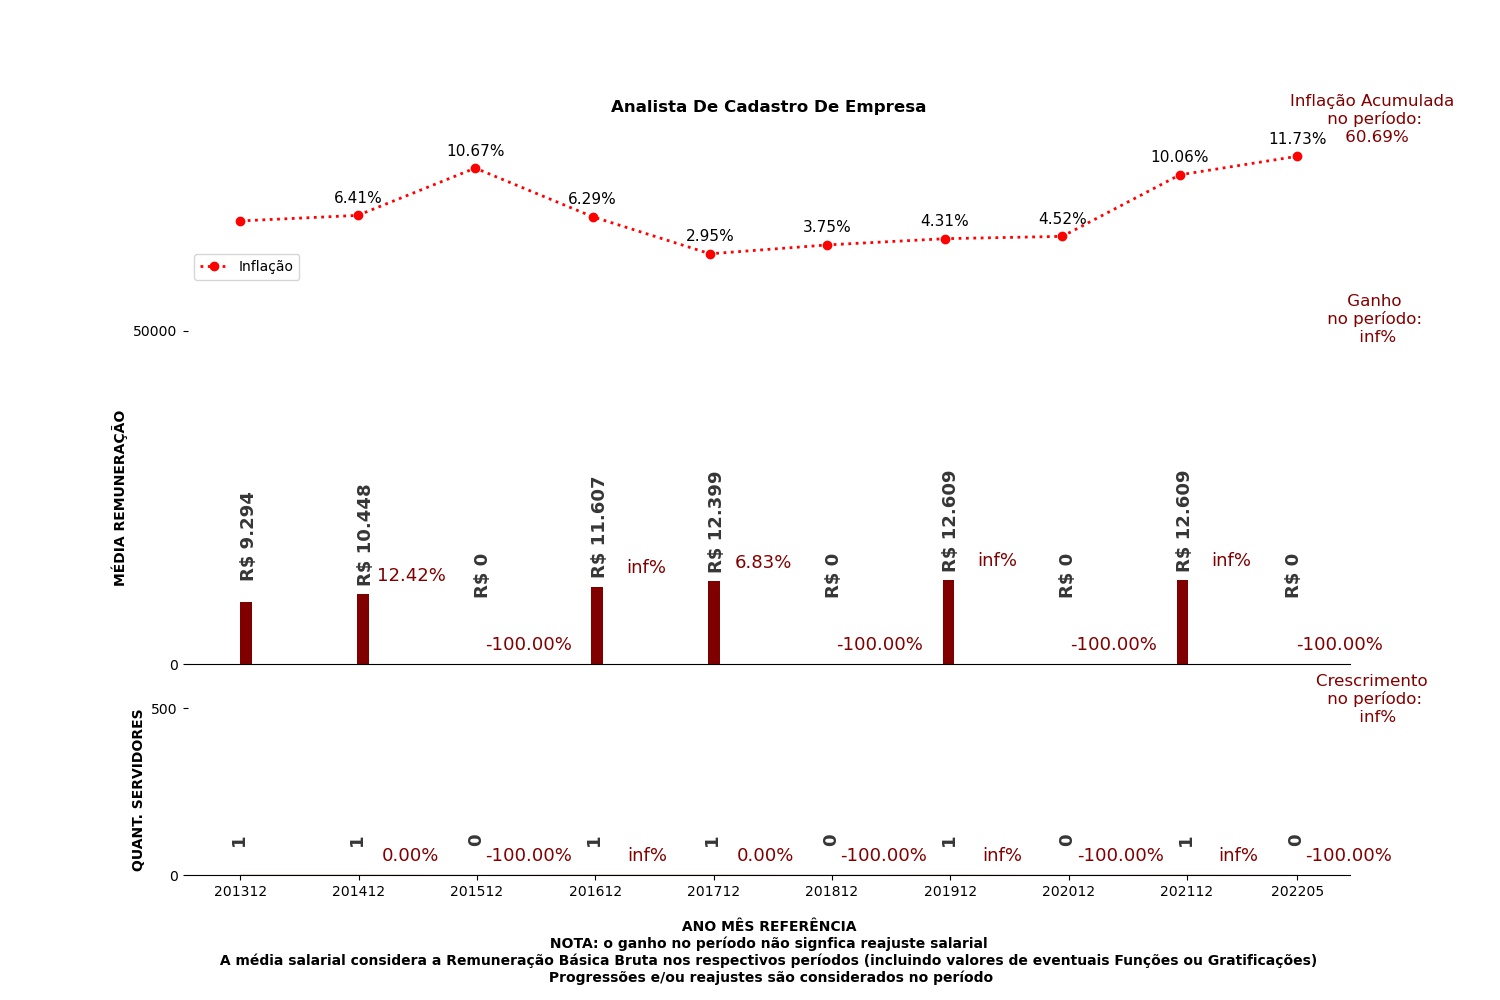 Analista De Cadastro De Empresa
Inflação Acumulada
no período:
60.69%
6.41%
10.67%
6.29%
2.95%
3.75%
4.31%
4.52%
10.06%
11.73%
Inflação
Ganho
no período:
inf%
50000
0
MÉDIA REMUNERAÇÃO
R$ 9.294
R$ 10.448
R$ 0
R$ 11.607
R$ 12.399
R$ 0
R$ 12.609
R$ 0
R$ 12.609
R$ 0
12.42%
-100.00%
inf%
6.83%
-100.00%
inf%
-100.00%
inf%
-100.00%
Crescrimento
no período:
inf%
500
0
QUANT. SERVIDORES
1
1
0
1
1
0
1
0
1
0
0.00%
-100.00%
inf%
0.00%
-100.00%
inf%
-100.00%
inf%
-100.00%
201312
201412
201512
201612
201712
201812
201912
202012
202112
202205
ANO MÊS REFERÊNCIA
NOTA: o ganho no período não signfica reajuste salarial
A média salarial considera a Remuneração Básica Bruta nos respectivos períodos (incluindo valores de eventuais Funções ou Gratificações)
Progressões e/ou reajustes são considerados no período